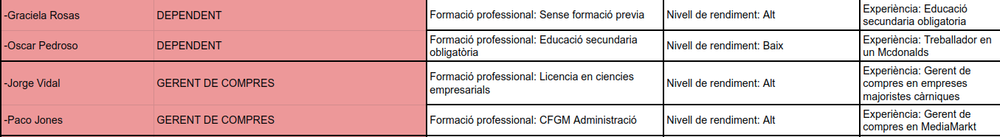 -Graciela Rosas DEPENDENT Formació professional: Sense formació previa Nivell de rendiment: Alt Experiència: Educació
secundaria obligatoria
-Oscar Pedroso DEPENDENT Formació professional: Educació secundaria
obligatòria Nivell de rendiment: Baix Experiència: Treballador en
un Mcdonalds
-Jorge Vidal GERENT DE COMPRES Formació professional: Licencia en ciencies
empresarials Nivell de rendiment: Alt Experiència: Gerent de
compres en empreses
majoristes càrniques
-Paco Jones GERENT DE COMPRES Formació professional: CFGM Administració Nivell de rendiment: Alt Experiència: Gerent de
compres en MediaMarkt